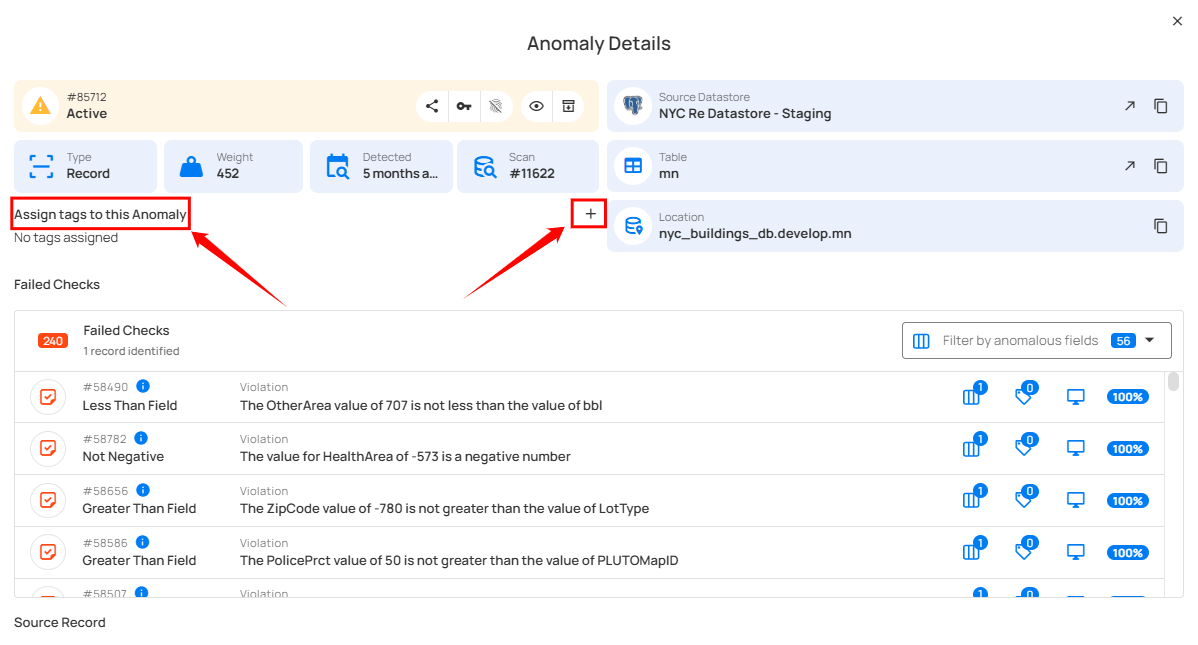 Anomaly Details
#85712
Active
Source Datastore
NYC Re Datastore - Staging
Type
Record
Weight
452
Detected
5 months a...
Scan
#11622
Table
mn
Assign tags to this Anomaly
No tags assigned
Location
nyc_buildings_db.develop.mn
Failed Checks
240
Failed Checks
1 record identified
Filter by anomalous fields 56
#58490
Less Than Field
Violation
The OtherArea value of 707 is not less than the value of bbl
1
0
100%
#58782
Not Negative
Violation
The value for HealthArea of -573 is a negative number
1
0
100%
#58656
Greater Than Field
Violation
The ZipCode value of -780 is not greater than the value of LotType
1
0
100%
#58586
Greater Than Field
Violation
The PolicePrct value of 50 is not greater than the value of PLUTOMapID
1
0
100%
#58507
Violation
1
0
Source Record